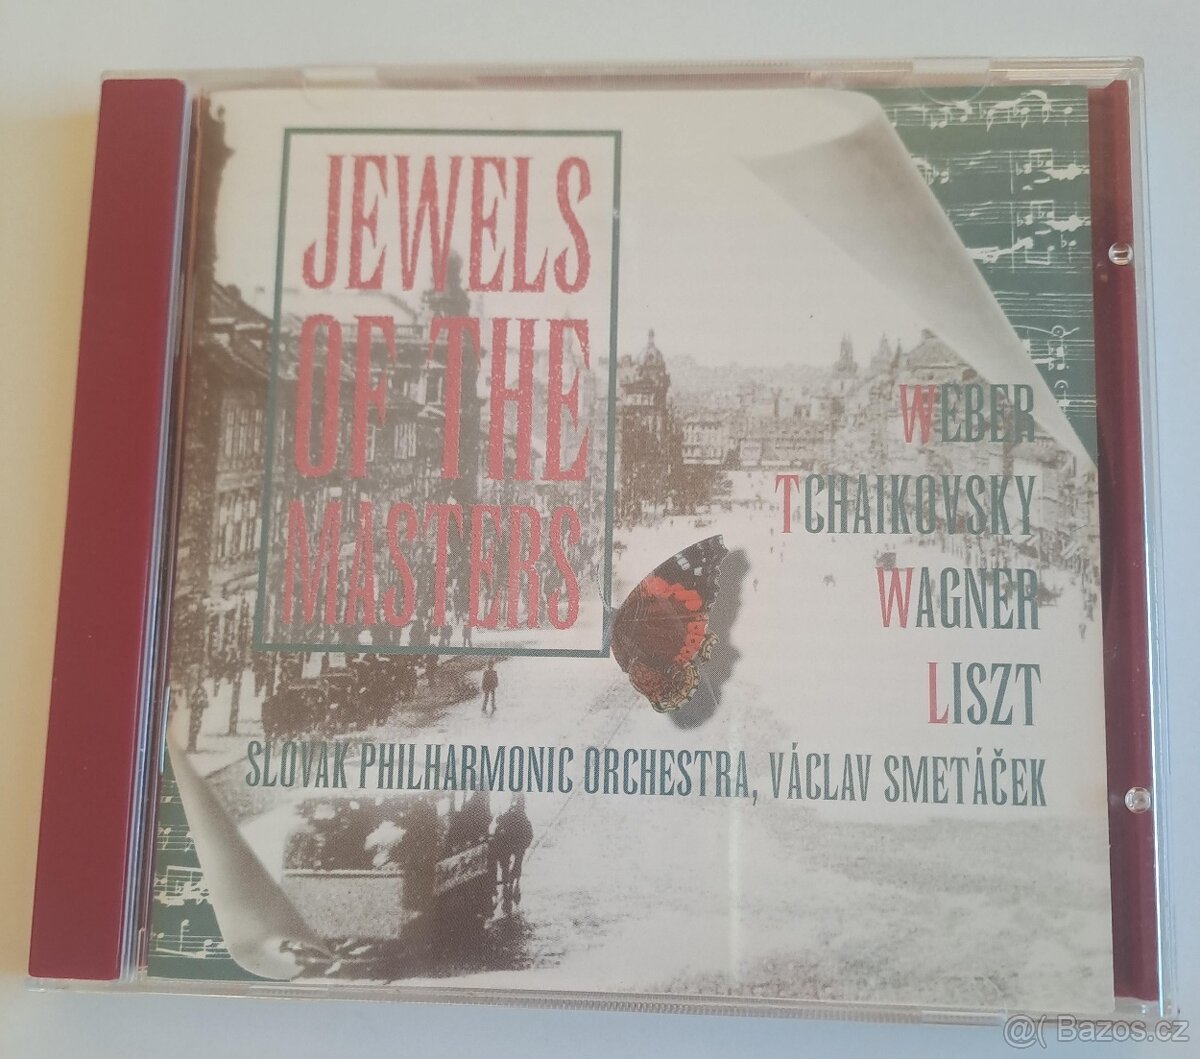 JEWELS
OF THE
MASTERS
WEBER
TCHAIKOVSKY
WAGNER
LISZT
SLOVAK PHILHARMONIC ORCHESTRA, VÁCLAV SMETÁČEK
@( Bazos.cz